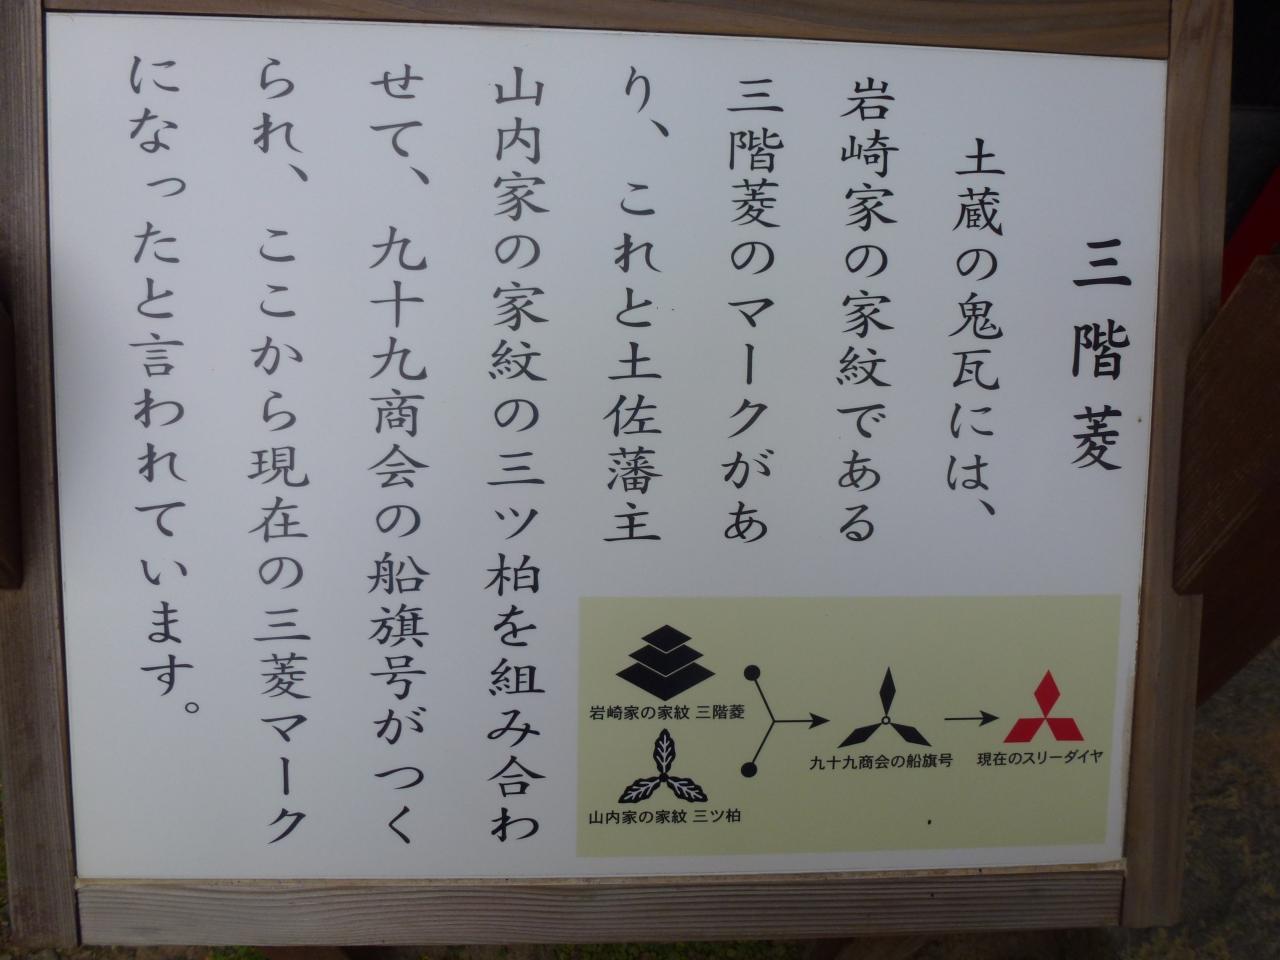 三階菱
土蔵の鬼瓦には、
岩崎家の家紋である
三階菱のマークがあ
り、これと土佐藩主
山内家の家紋の三ツ柏を組み合わ
せて、九十九商会の船旗号がつく
られ、ここから現在の三菱マーク
になったと言われています。
岩崎家の家紋 三階菱
山内家の家紋 三ツ柏
九十九商会の船旗号
現在のスリーダイヤ